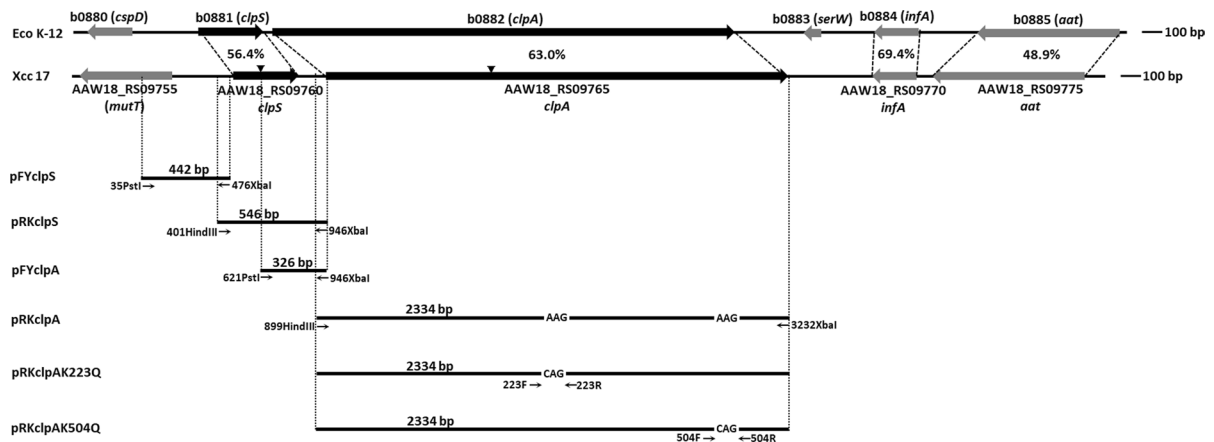 b0880 (cspD) b0881 (clpS) b0882 (clpA) b0883 (serW) b0884 (infA) b0885 (aat)
Eco K-12 100 bp
56.4% 63.0% 69.4% 48.9%
Xcc 17 100 bp
AAW18_RS09755 AAW18_RS09760 AAW18_RS09765 AAW18_RS09770 AAW18_RS09775
(mutT) clpS clpA infA aat
442 bp
pFYclpS
35PstI 476XbaI
546 bp
pRKclpS
401HindIII 946XbaI
326 bp
pFYclpA
621PstI 946XbaI
2334 bp
pRKclpA AAG AAG
899HindIII 3232XbaI
2334 bp
pRKclpAK223Q CAG
223F 223R
2334 bp
pRKclpAK504Q CAG
504F 504R